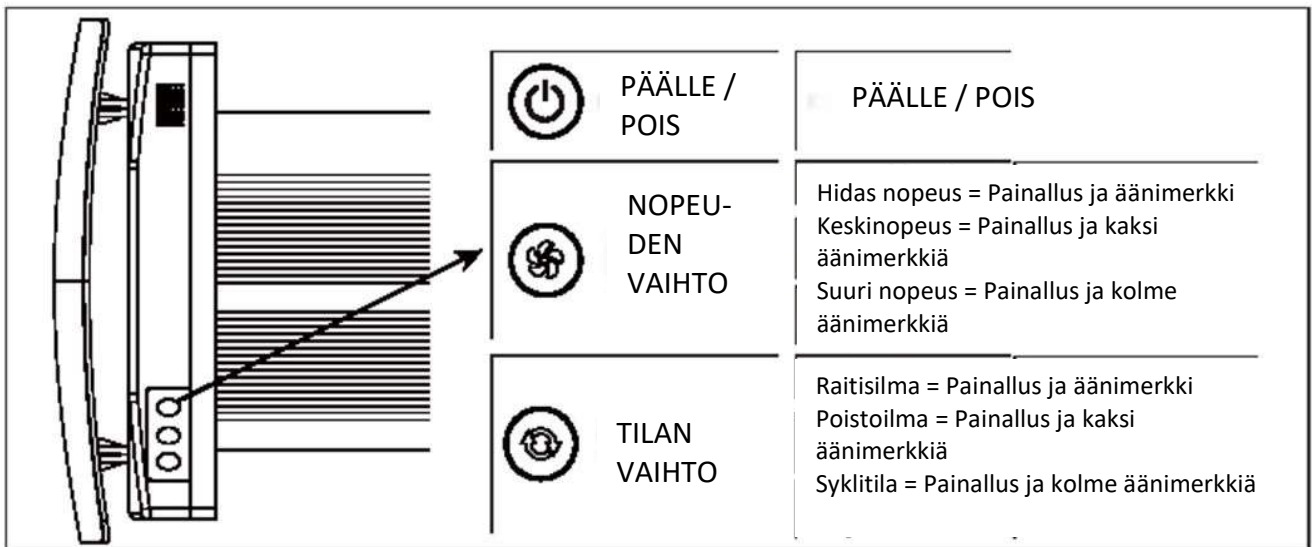 PÄÄLLE /
POIS
PÄÄLLE / POIS
NOPEU-
DEN
VAIHTO
Hidas nopeus = Painallus ja äänimerkki
Keskinopeus = Painallus ja kaksi
äänimerkkiä
Suuri nopeus = Painallus ja kolme
äänimerkkiä
TILAN
VAIHTO
Raitisilma = Painallus ja äänimerkki
Poistoilma = Painallus ja kaksi
äänimerkkiä
Syklitila = Painallus ja kolme äänimerkkiä